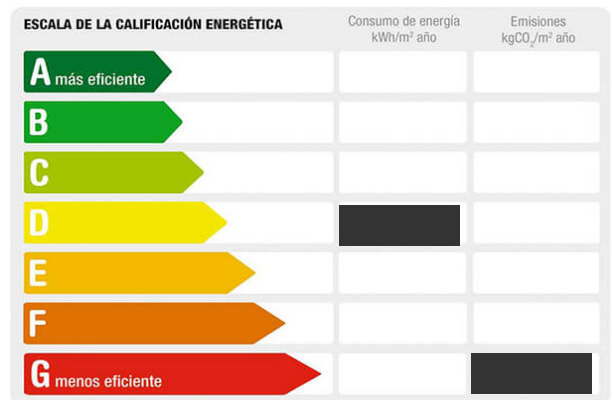 ESCALA DE LA CALIFICACIÓN ENERGÉTICA
Consumo de energía
kWh/m² año
Emisiones
kgCO₂/m² año
A más eficiente
B
C
D
E
F
G menos eficiente